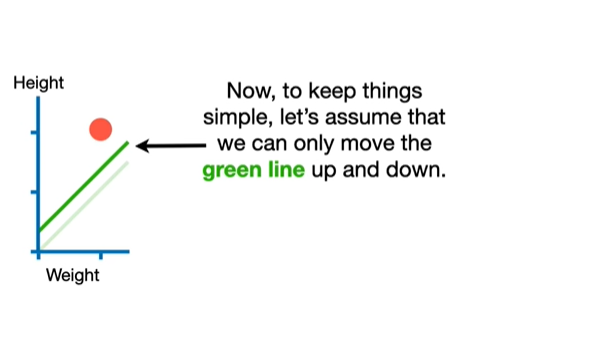 Height
Now, to keep things
simple, let's assume that
we can only move the
green line up and down.
Weight